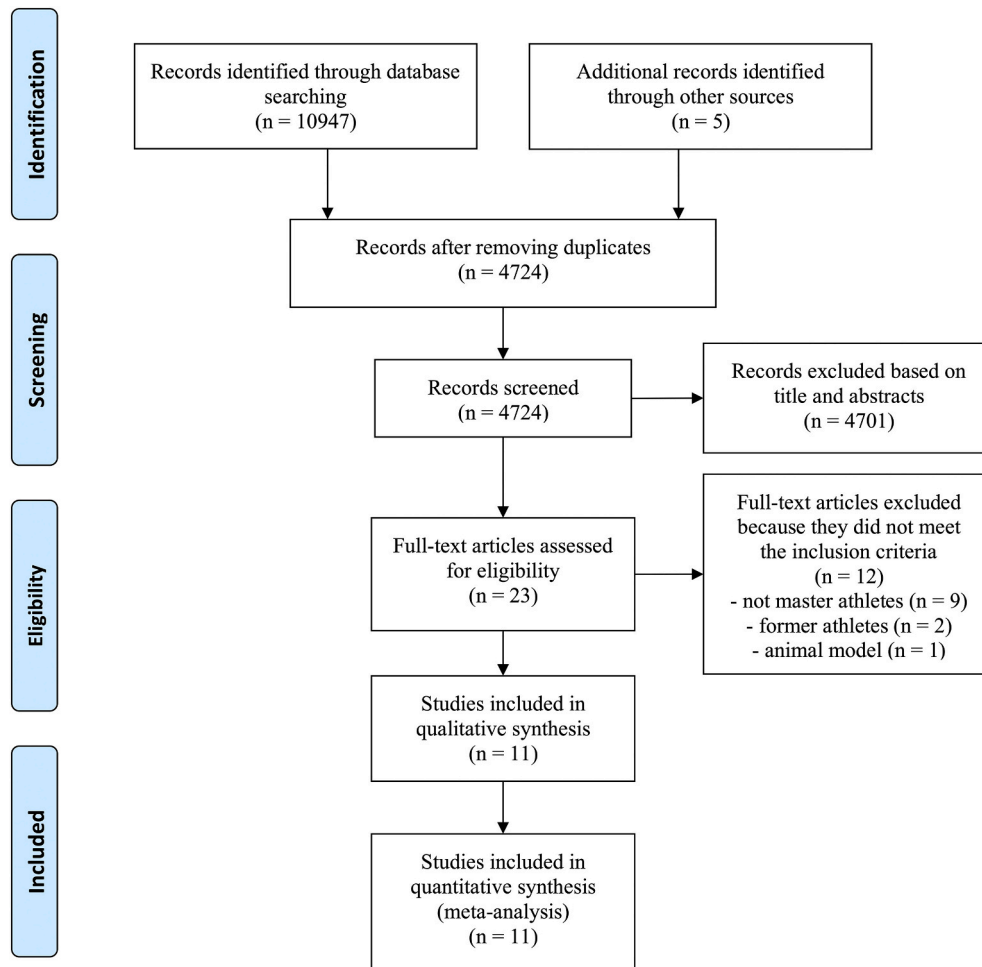 Identification
Records identified through database
searching
(n = 10947)
Additional records identified
through other sources
(n = 5)
Records after removing duplicates
(n = 4724)
Screening
Records screened
(n = 4724)
Records excluded based on
title and abstracts
(n = 4701)
Eligibility
Full-text articles assessed
for eligibility
(n = 23)
Full-text articles excluded
because they did not meet
the inclusion criteria
(n = 12)
- not master athletes (n = 9)
- former athletes (n = 2)
- animal model (n = 1)
Studies included in
qualitative synthesis
(n = 11)
Included
Studies included in
quantitative synthesis
(meta-analysis)
(n = 11)